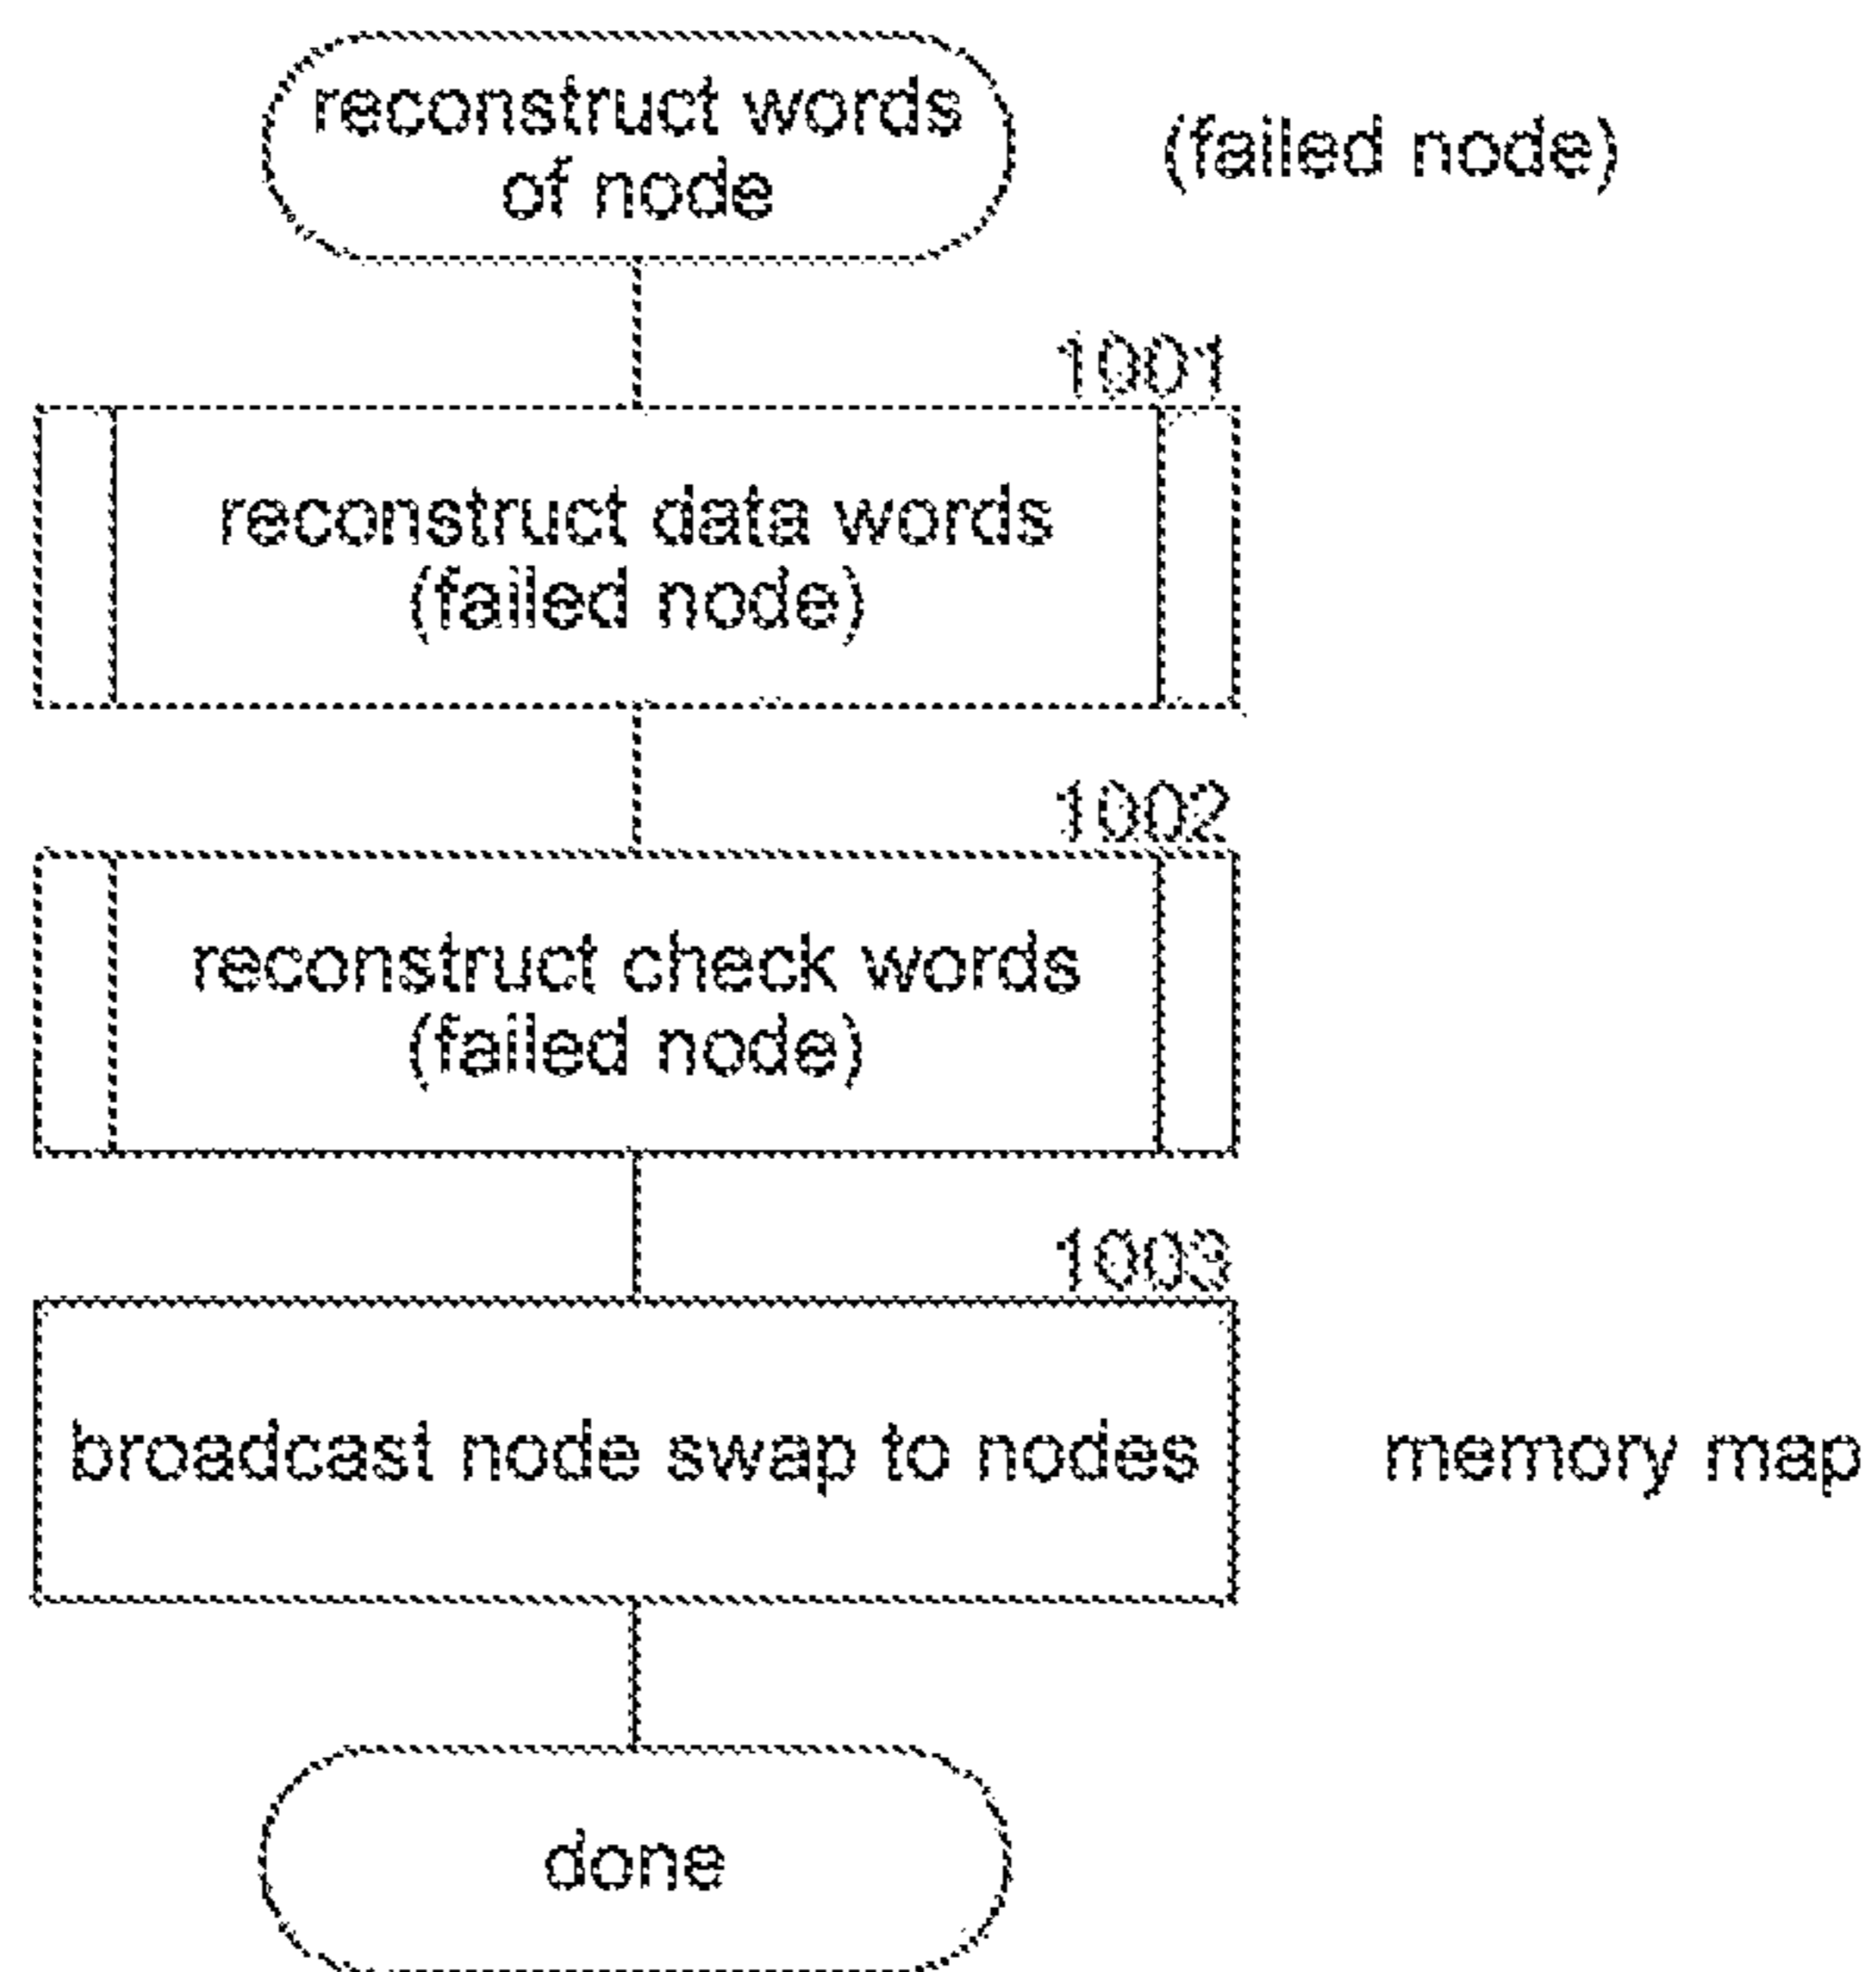 reconstruct words
of node
(failed node)
1001
reconstruct data words
(failed node)
1002
reconstruct check words
(failed node)
1003
broadcast node swap to nodes
memory map
done